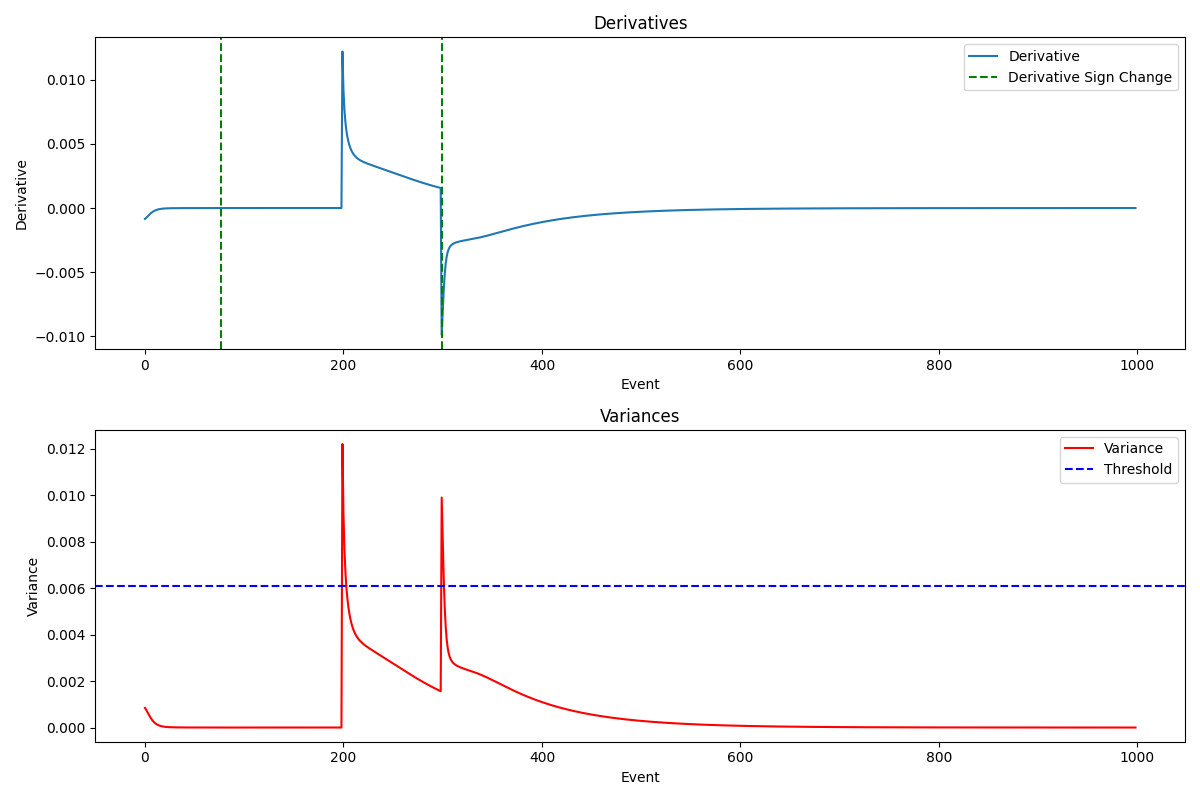 Derivatives
Derivative
Derivative Sign Change
0.010
0.005
0.000
−0.005
−0.010
Derivative
0 200 400 600 800 1000
Event
Variances
Variance
Threshold
0.012
0.010
0.008
0.006
0.004
0.002
0.000
Variance
0 200 400 600 800 1000
Event